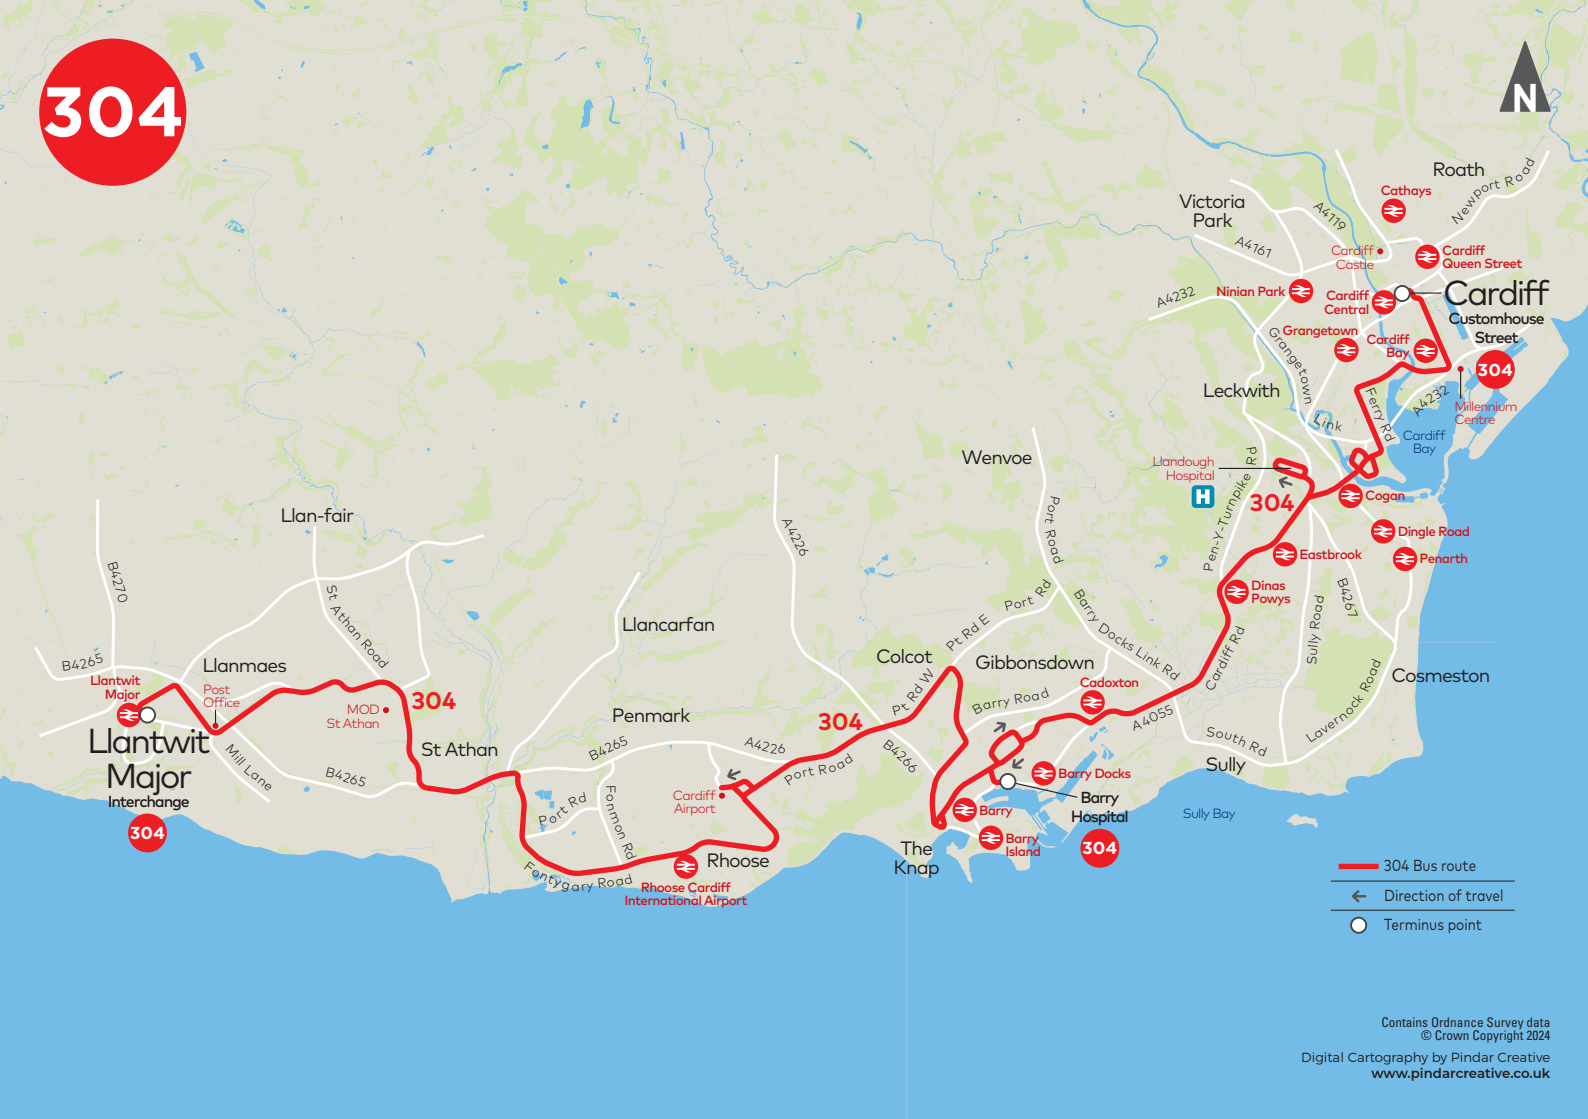 304
N
Roath
Cathays
Newport Road
Victoria
Park
A4119
A4161
Cardiff
Castle
Cardiff
Queen Street
Ninian Park
Cardiff
Central
Cardiff
Customhouse
Street
304
A4232
Grangetown
Grangetown
Cardiff
Bay
Leckwith
Ferry Rd
A4232
Millennium
Centre
Link
Cardiff
Bay
Llandough
Hospital
H
Pen-Y-Turnpike Rd
304
Cogan
Dingle Road
Penarth
Eastbrook
Dinas
Powys
B4267
Sully Road
Cardiff Rd
Cosmeston
Lavernock Road
Wenvoe
Port Road
A4226
Port Rd
Pt Rd E
Barry Docks Link Rd
Llan-fair
B4270
St Athan Road
Llancarfan
Colcot
Gibbonsdown
Cadoxton
Pt Rd W
Barry Road
A4055
South Rd
Sully
B4265
Llanmaes
Llantwit
Major
Post
Office
MOD
St Athan
304
Penmark
304
Llantwit
Major
Interchange
304
Mill Lane
St Athan
B4265
B4265
A4226
B4266
Port Road
Port Rd
Fonmon Rd
Cardiff
Airport
Barry Docks
Barry
Hospital
304
Barry
Barry
Island
Sully Bay
The
Knap
Rhoose
Fontygary Road
Rhoose Cardiff
International Airport
304 Bus route
Direction of travel
Terminus point
Contains Ordnance Survey data
© Crown Copyright 2024
Digital Cartography by Pindar Creative
www.pindarcreative.co.uk